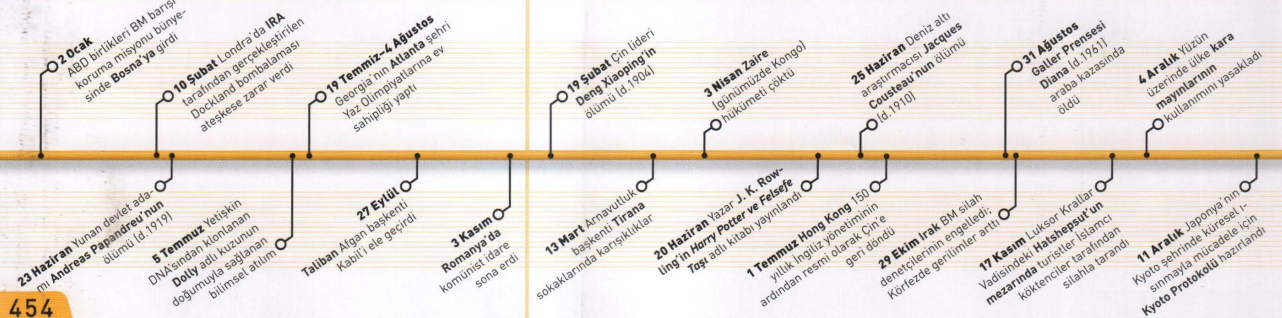 2 Ocak
ABD birlikleri BM barışı
koruma misyonu bünye-
sinde Bosna'ya girdi
10 Şubat Londra'da IRA
tarafından gerçekleştirilen
Dockland bombalaması
ateşkese zarar verdi
19 Temmiz–4 Ağustos
Georgia'nın Atlanta şehri
Yaz Olimpiyatlarına ev
sahipliği yaptı
19 Şubat Çin lideri
Deng Xiaoping'in
ölümü (d.1904)
3 Nisan Zaire
(günümüzde Kongo)
hükümeti çöktü
25 Haziran Deniz altı
araştırmacısı Jacques
Cousteau'nun ölümü
(d.1910)
31 Ağustos
Galler Prensesi
Diana (d.1961)
araba kazasında
öldü
4 Aralık Yüzün
üzerinde ülke kara
mayınlarının
kullanımını yasakladı
23 Haziran Yunan devlet ada-
mı Andreas Papandreu'nun
ölümü (d.1919)
5 Temmuz Yetişkin
DNA'sından klonlanan
Dolly adlı kuzunun
doğumuyla sağlanan
bilimsel atılım
27 Eylül
Taliban Afgan başkenti
Kabil'i ele geçirdi
3 Kasım
Romanya'da
komünist idare
sona erdi
13 Mart Arnavutluk
başkenti Tirana
sokaklarında karışıklıklar
20 Haziran Yazar J. K. Row-
ling'in Harry Potter ve Felsefe
Taşı adlı kitabı yayınlandı
1 Temmuz Hong Kong 150
yıllık İngiliz yönetiminin
ardından resmi olarak Çin'e
geri döndü
29 Ekim Irak BM silah
denetçilerinin engelledi;
Körfezde gerilimler arttı
17 Kasım Luksor Krallar
Vadisindeki Hatshepsut'un
mezarında turistler İslamcı
köktenciler tarafından
silahla tarandı
11 Aralık Japonya'nın
Kyoto şehrinde küresel ı-
sınmayla mücadele için
Kyoto Protokolü hazırlandı
454